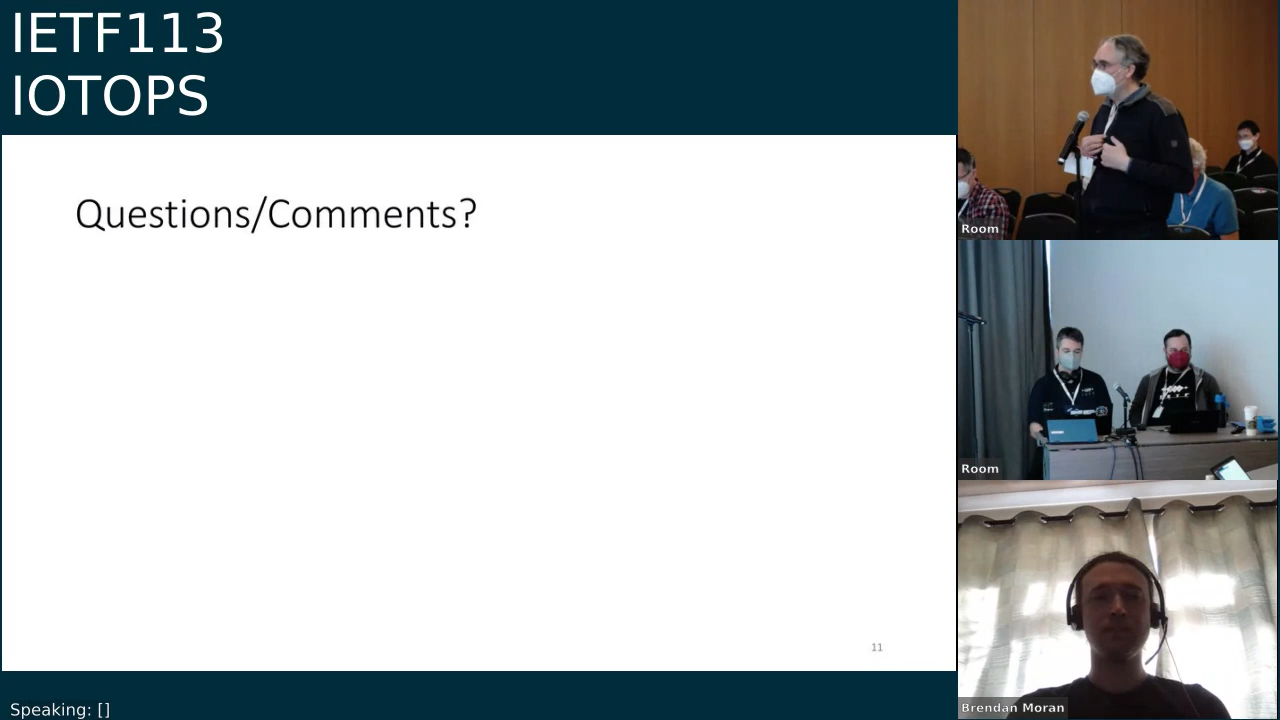 IETF113
IOTOPS
Questions/Comments?
11
Speaking: []
Room
Room
Brendan Moran